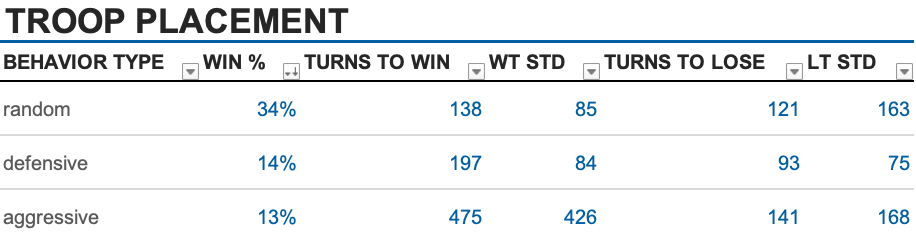 TROOP PLACEMENT
BEHAVIOR TYPE WIN % TURNS TO WIN WT STD TURNS TO LOSE LT STD
random 34% 138 85 121 163
defensive 14% 197 84 93 75
aggressive 13% 475 426 141 168